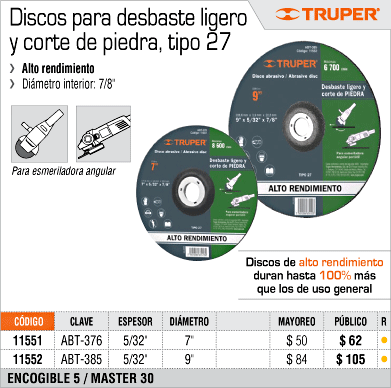 Discos para desbaste ligero
y corte de piedra, tipo 27
TRUPER
❯ Alto rendimiento
❯ Diámetro interior: 7/8"
Para esmeriladora angular
TRUPER
Disco abrasivo / Abrasive disc
9"
6 700
Desbaste ligero y
corte de PIEDRA
TIPO 27
ALTO RENDIMIENTO
TRUPER
Disco abrasivo / Abrasive disc
7"
8 600
Desbaste ligero y
corte de PIEDRA
ALTO RENDIMIENTO
Discos de alto rendimiento
duran hasta 100% más
que los de uso general
CÓDIGO CLAVE ESPESOR DIÁMETRO MAYOREO PÚBLICO R
11551 ABT-376 5/32" 7" $ 50 $ 62
11552 ABT-385 5/32" 9" $ 84 $ 105
ENCOGIBLE 5 / MASTER 30